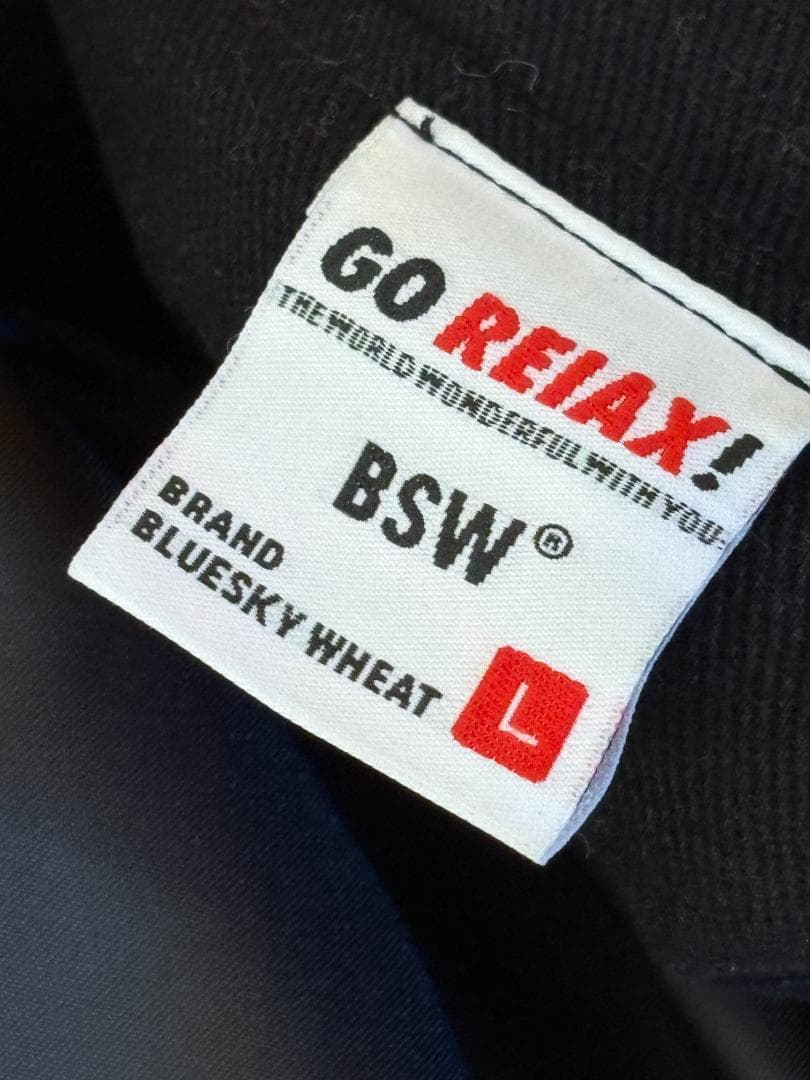 GO REIAX!
THE WORLD WONDERFUL WITH YOU-
BSW®
BRAND
BLUESKY WHEAT
L